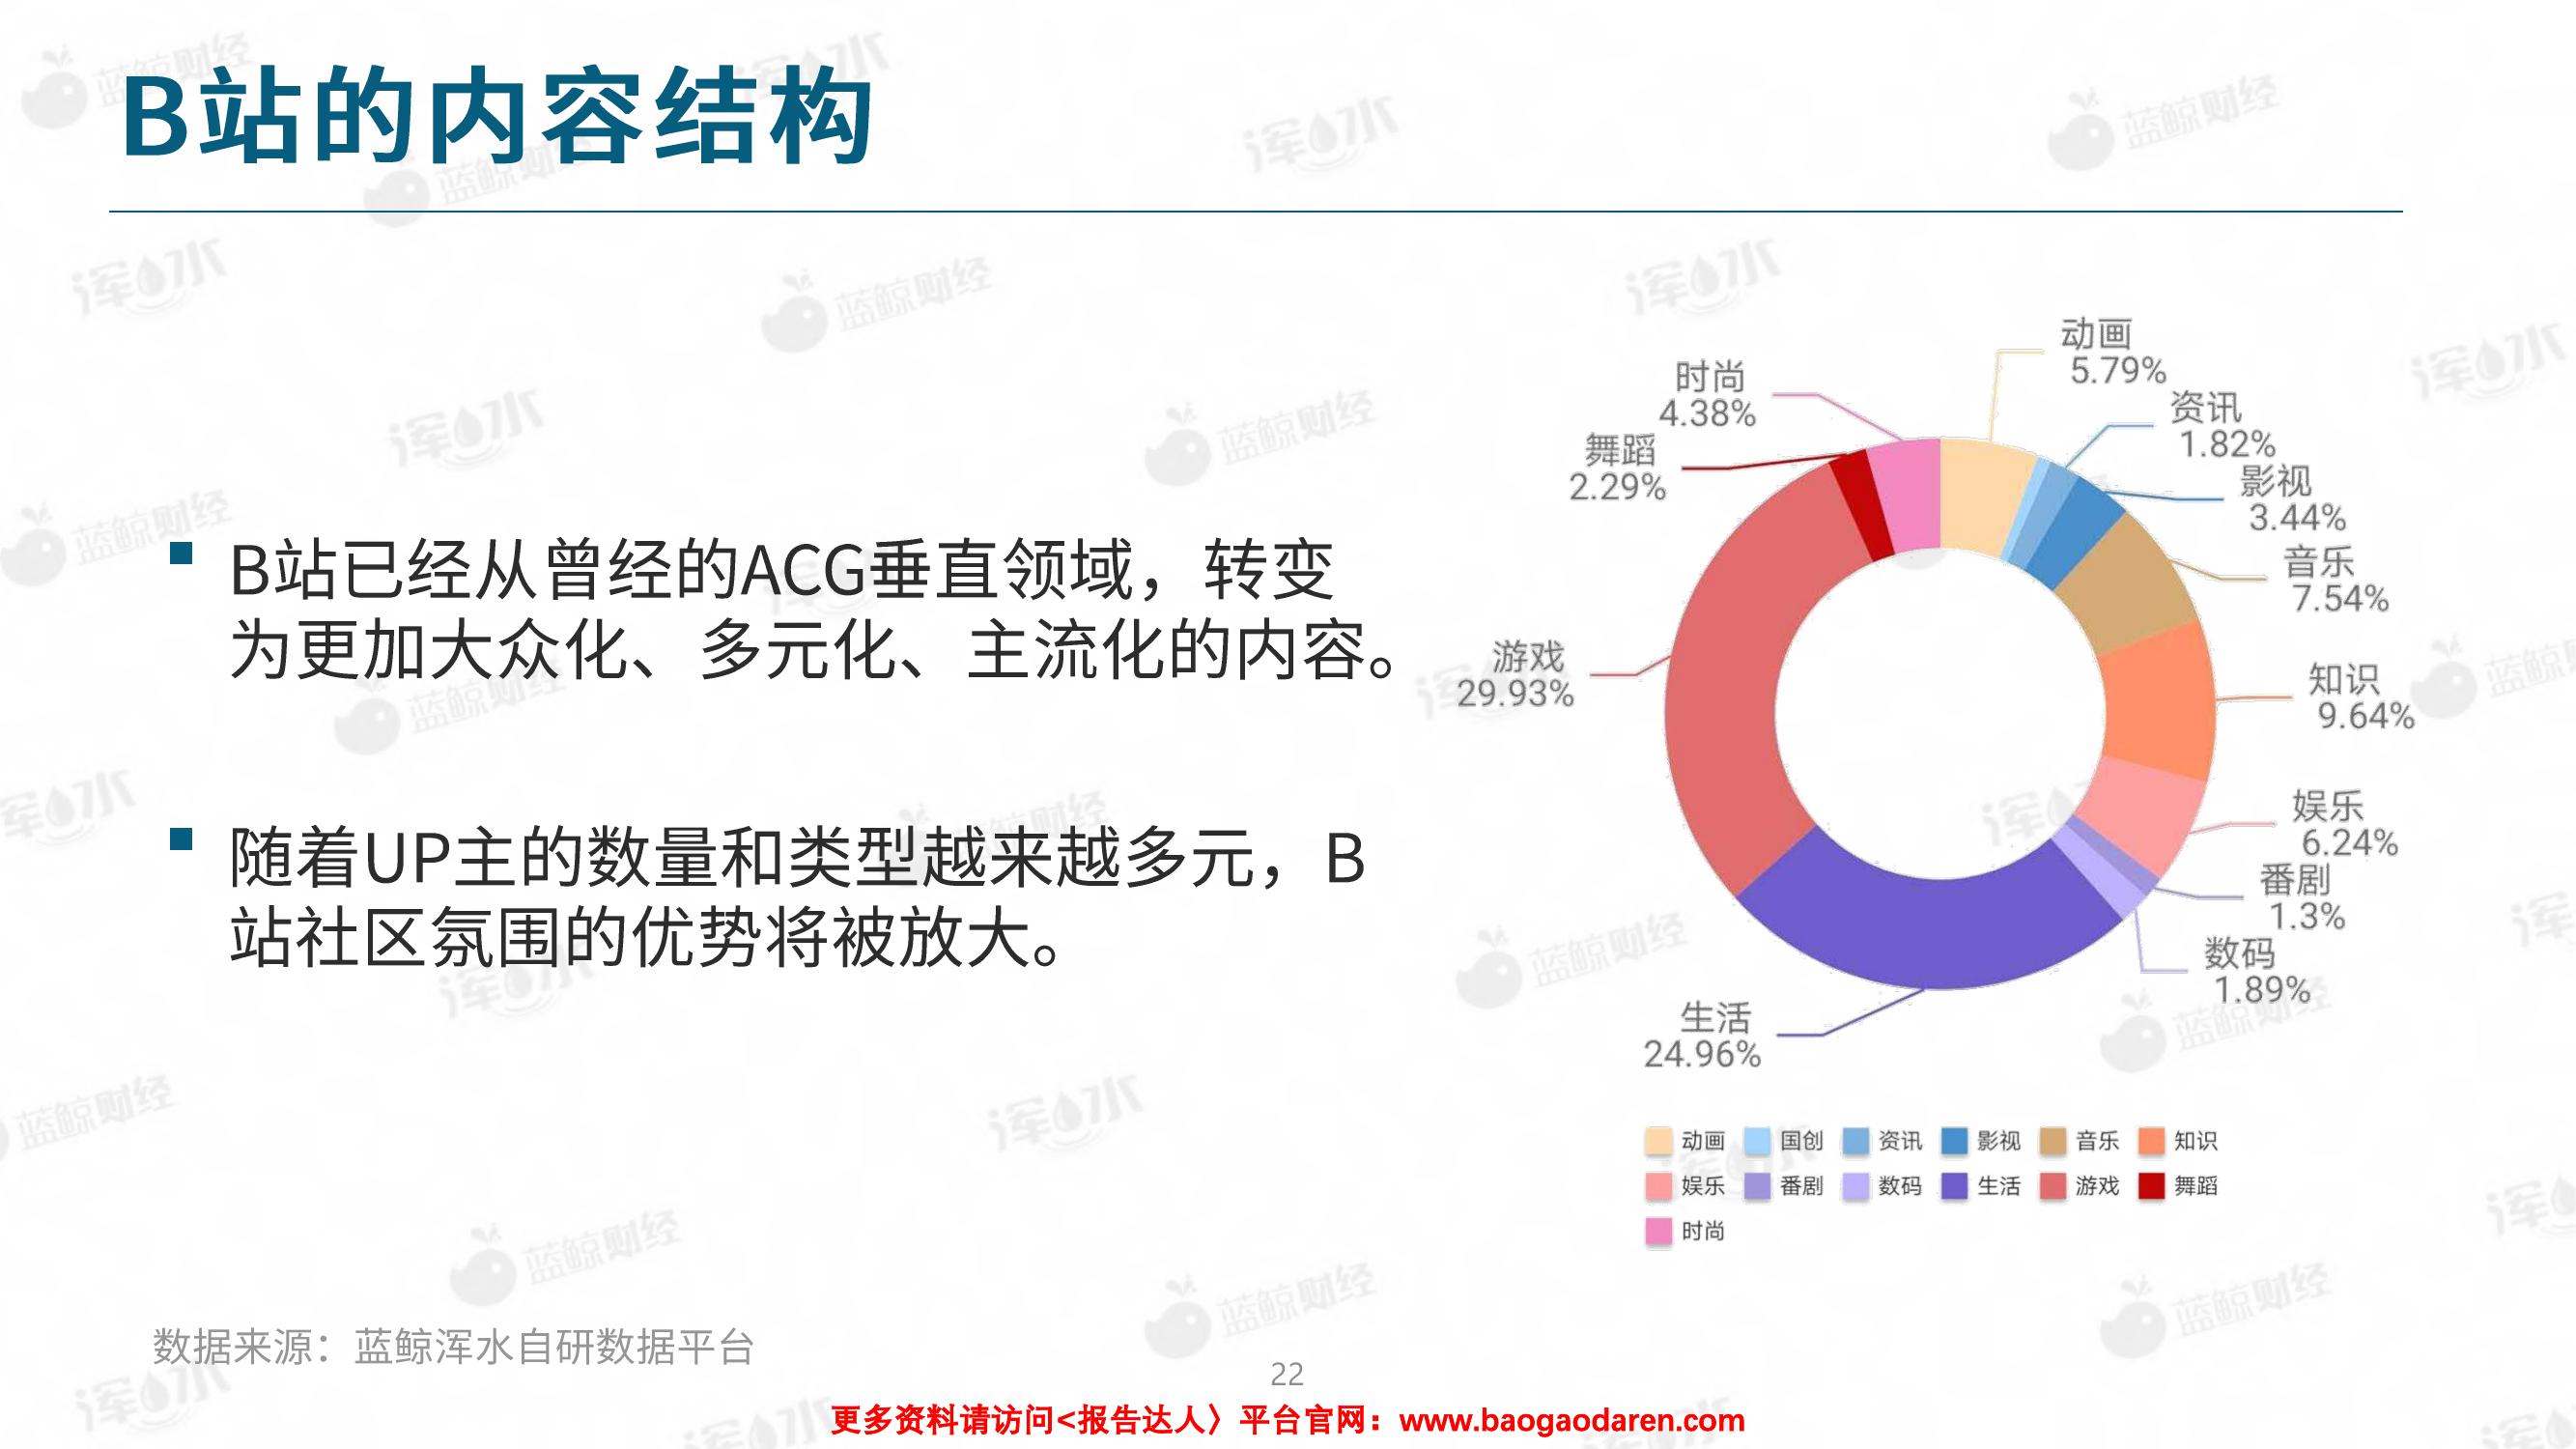 B站的内容结构
B站已经从曾经的ACG垂直领域，转变
为更加大众化、多元化、主流化的内容。
随着UP主的数量和类型越来越多元，B
站社区氛围的优势将被放大。
动画
5.79%
资讯
1.82%
影视
3.44%
音乐
7.54%
知识
9.64%
娱乐
6.24%
番剧
1.3%
数码
1.89%
生活
24.96%
游戏
29.93%
舞蹈
2.29%
时尚
4.38%
动画 国创 资讯 影视 音乐 知识
娱乐 番剧 数码 生活 游戏 舞蹈
时尚
数据来源：蓝鲸浑水自研数据平台
22
更多资料请访问<报告达人〉平台官网：www.baogaodaren.com
蓝鲸财经
浑水